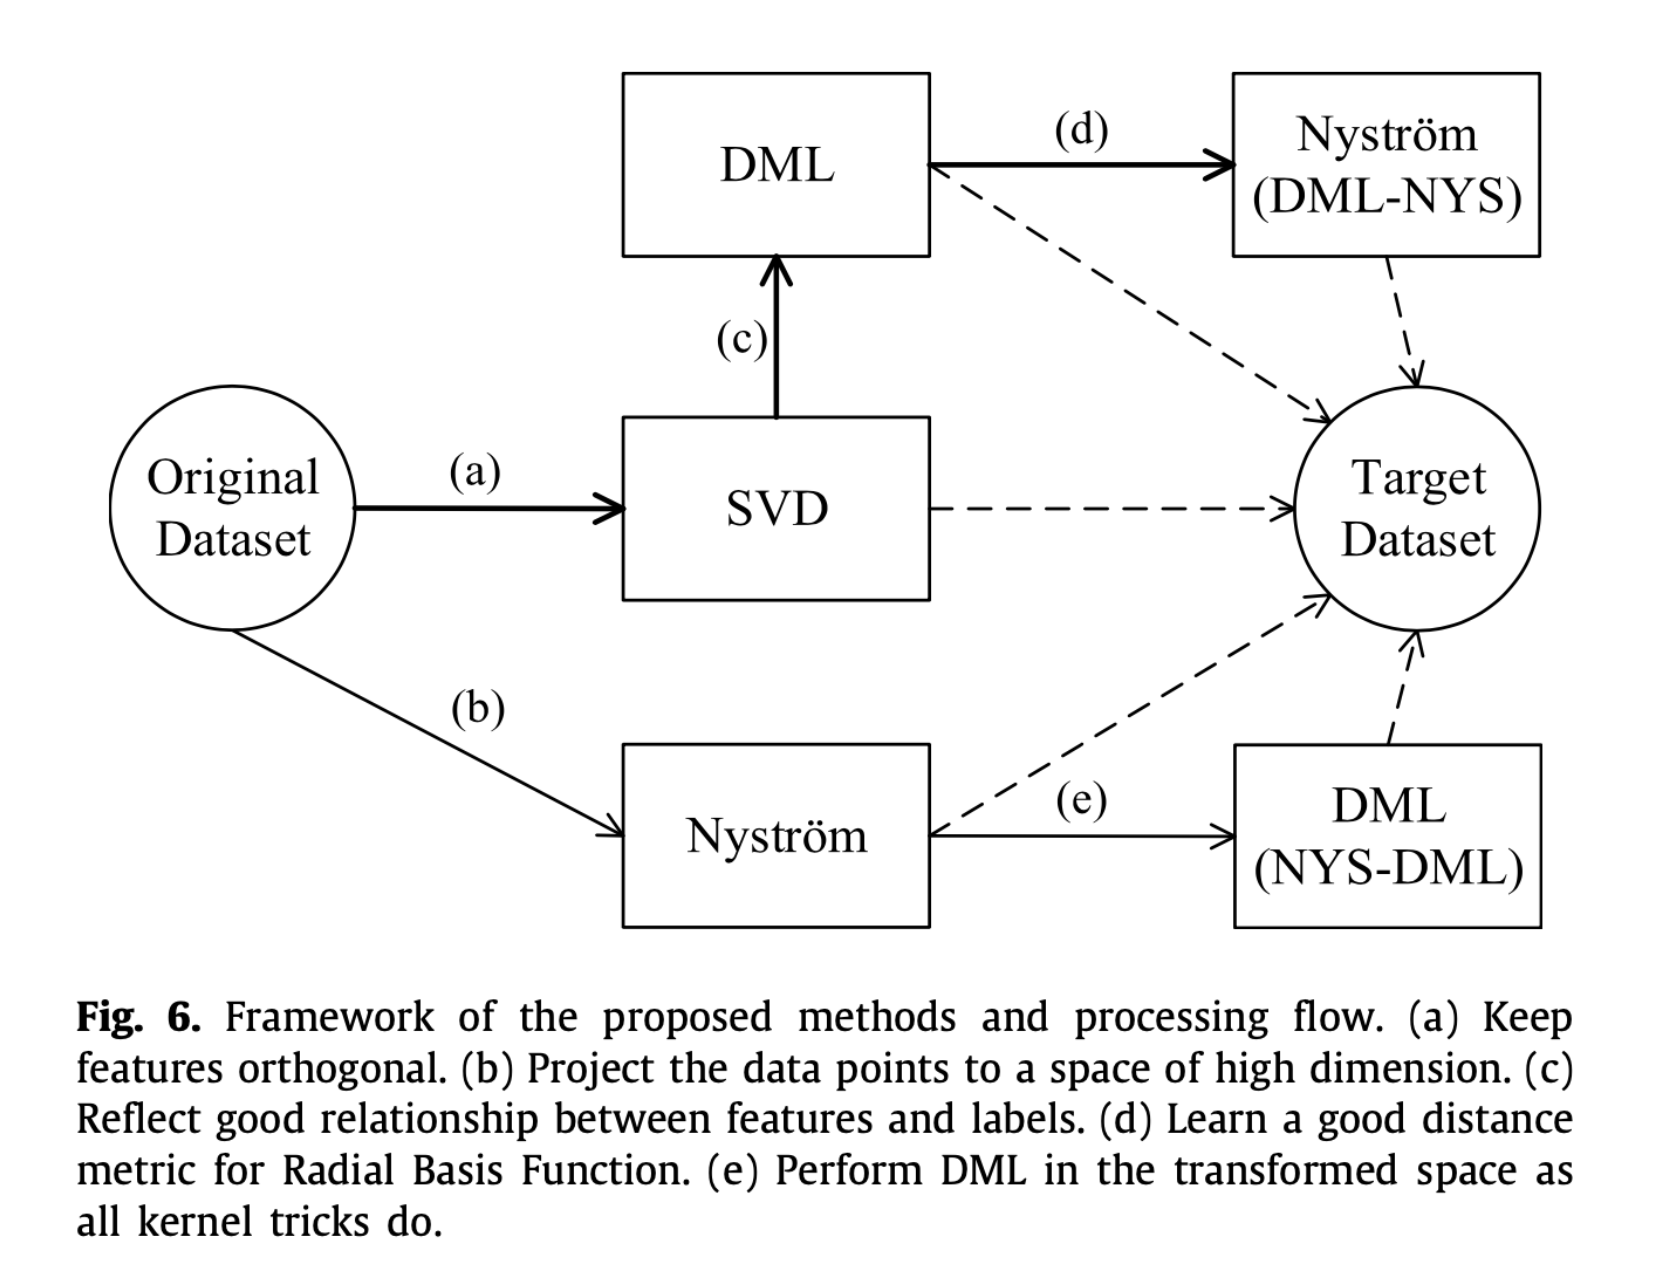 DML
(d)
Nyström
(DML-NYS)
(c)
Original
Dataset
(a)
SVD
Target
Dataset
(b)
Nyström
(e)
DML
(NYS-DML)
Fig. 6. Framework of the proposed methods and processing flow. (a) Keep
features orthogonal. (b) Project the data points to a space of high dimension. (c)
Reflect good relationship between features and labels. (d) Learn a good distance
metric for Radial Basis Function. (e) Perform DML in the transformed space as
all kernel tricks do.